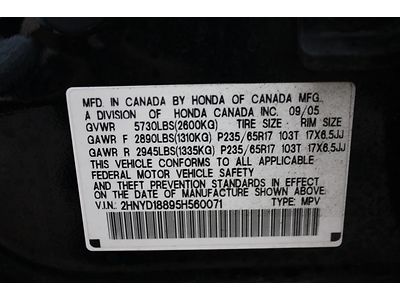 MFD. IN CANADA BY HONDA OF CANADA MFG.,
A DIVISION OF HONDA CANADA INC. 09/05
GVWR 5730LBS(2600KG) TIRE SIZE RIM SIZE
GAWR F 2890LBS(1310KG) P235/65R17 103T 17X6.5JJ
GAWR R 2945LBS(1335KG) P235/65R17 103T 17X6.5JJ
THIS VEHICLE CONFORMS TO ALL APPLICABLE
FEDERAL MOTOR VEHICLE SAFETY
STANDARDS IN EFFECT ON THE DATE OF MANUFACTURE SHOWN ABOVE.
V.I.N.: 2HNYD18895H560071 TYPE: MPV